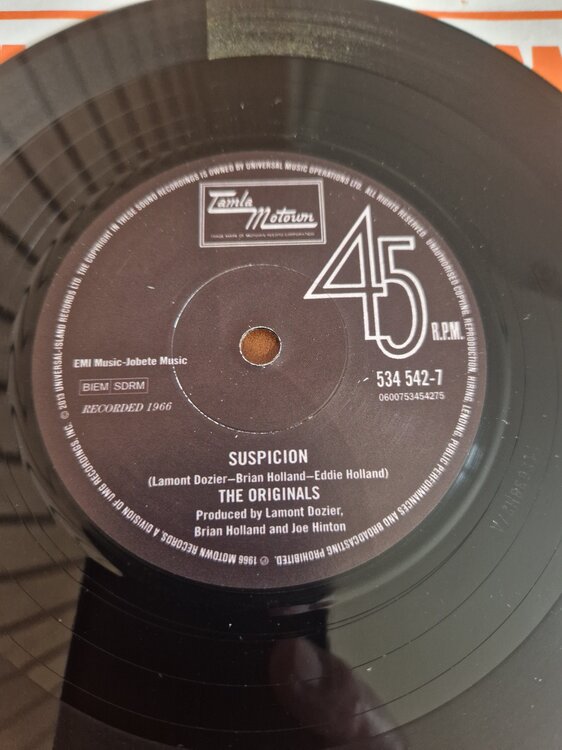 Tamla
Motown
TRADE MARK OF MOTOWN RECORD CORPORATION
45
R.P.M.
EMI Music-Jobete Music
BIEM SDRM
RECORDED 1966
534 542-7
0600753454275
SUSPICION
(Lamont Dozier–Brian Holland–Eddie Holland)
THE ORIGINALS
Produced by Lamont Dozier,
Brian Holland and Joe Hinton
℗ 1966 MOTOWN RECORDS, A DIVISION OF UMG RECORDINGS, INC. © 2013 UNIVERSAL-ISLAND RECORDS LTD. THE COPYRIGHT IN THESE SOUND RECORDINGS IS OWNED BY UNIVERSAL MUSIC OPERATIONS LTD. ALL RIGHTS RESERVED. UNAUTHORISED COPYING, REPRODUCTION, HIRING, LENDING, PUBLIC PERFORMANCES AND BROADCASTING PROHIBITED.